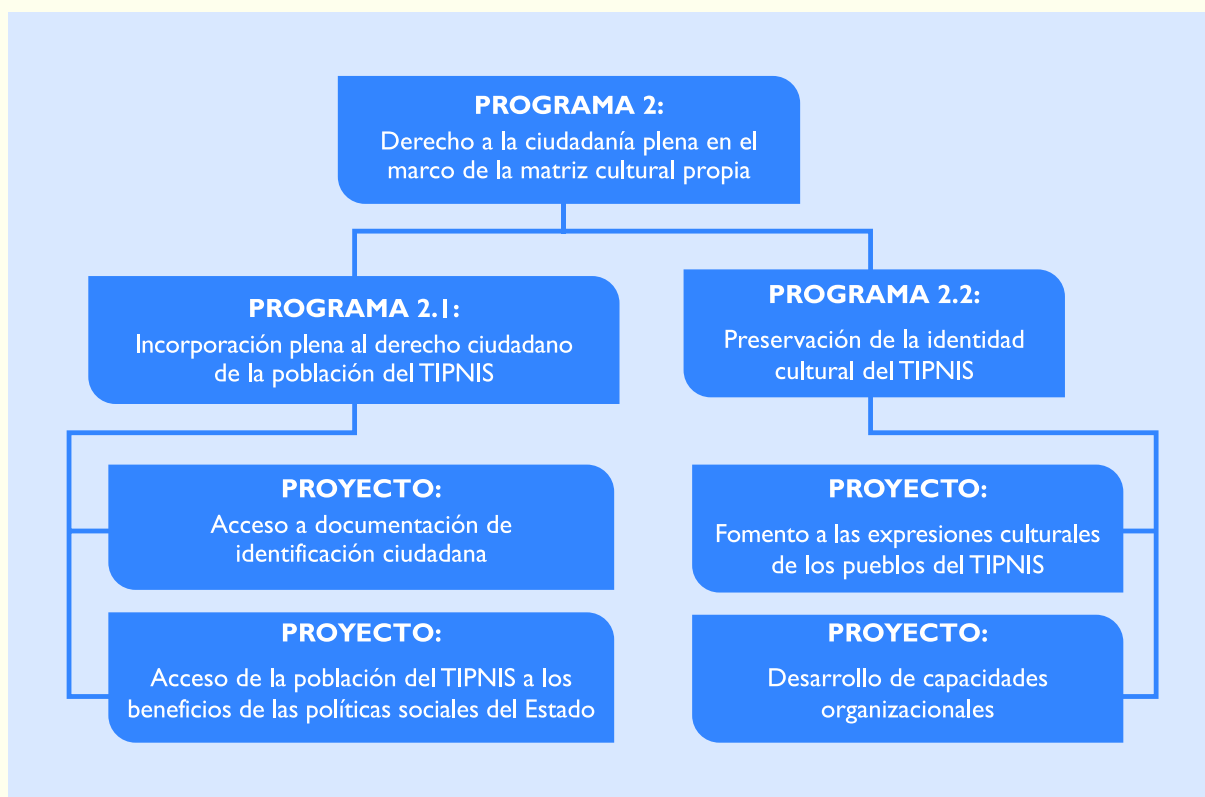 PROGRAMA 2:
Derecho a la ciudadanía plena en el
marco de la matriz cultural propia
PROGRAMA 2.1:
Incorporación plena al derecho ciudadano
de la población del TIPNIS
PROGRAMA 2.2:
Preservación de la identidad
cultural del TIPNIS
PROYECTO:
Acceso a documentación de
identificación ciudadana
PROYECTO:
Acceso de la población del TIPNIS a los
beneficios de las políticas sociales del Estado
PROYECTO:
Fomento a las expresiones culturales
de los pueblos del TIPNIS
PROYECTO:
Desarrollo de capacidades
organizacionales